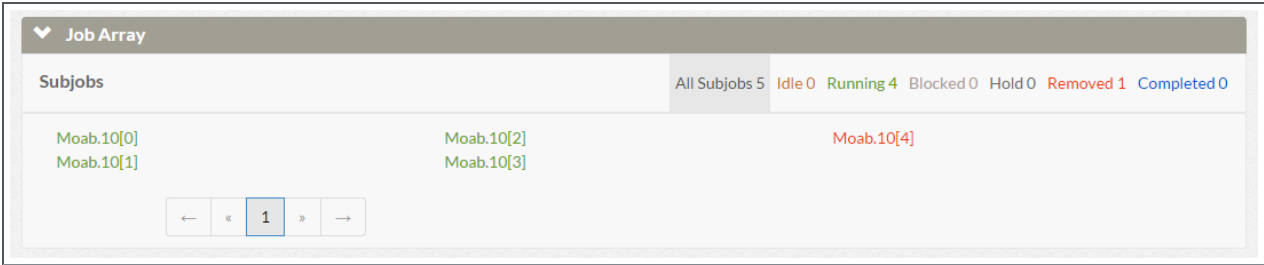 Job Array
Subjobs All Subjobs 5 Idle 0 Running 4 Blocked 0 Hold 0 Removed 1 Completed 0
Moab.10[0] Moab.10[2] Moab.10[4]
Moab.10[1] Moab.10[3]
← « 1 » →